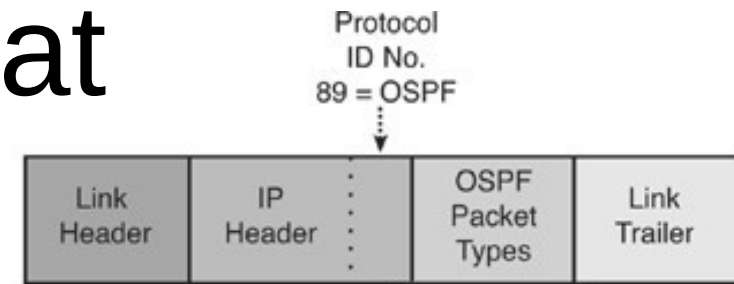 at
Protocol
ID No.
89 = OSPF
Link
Header
IP
Header
OSPF
Packet
Types
Link
Trailer